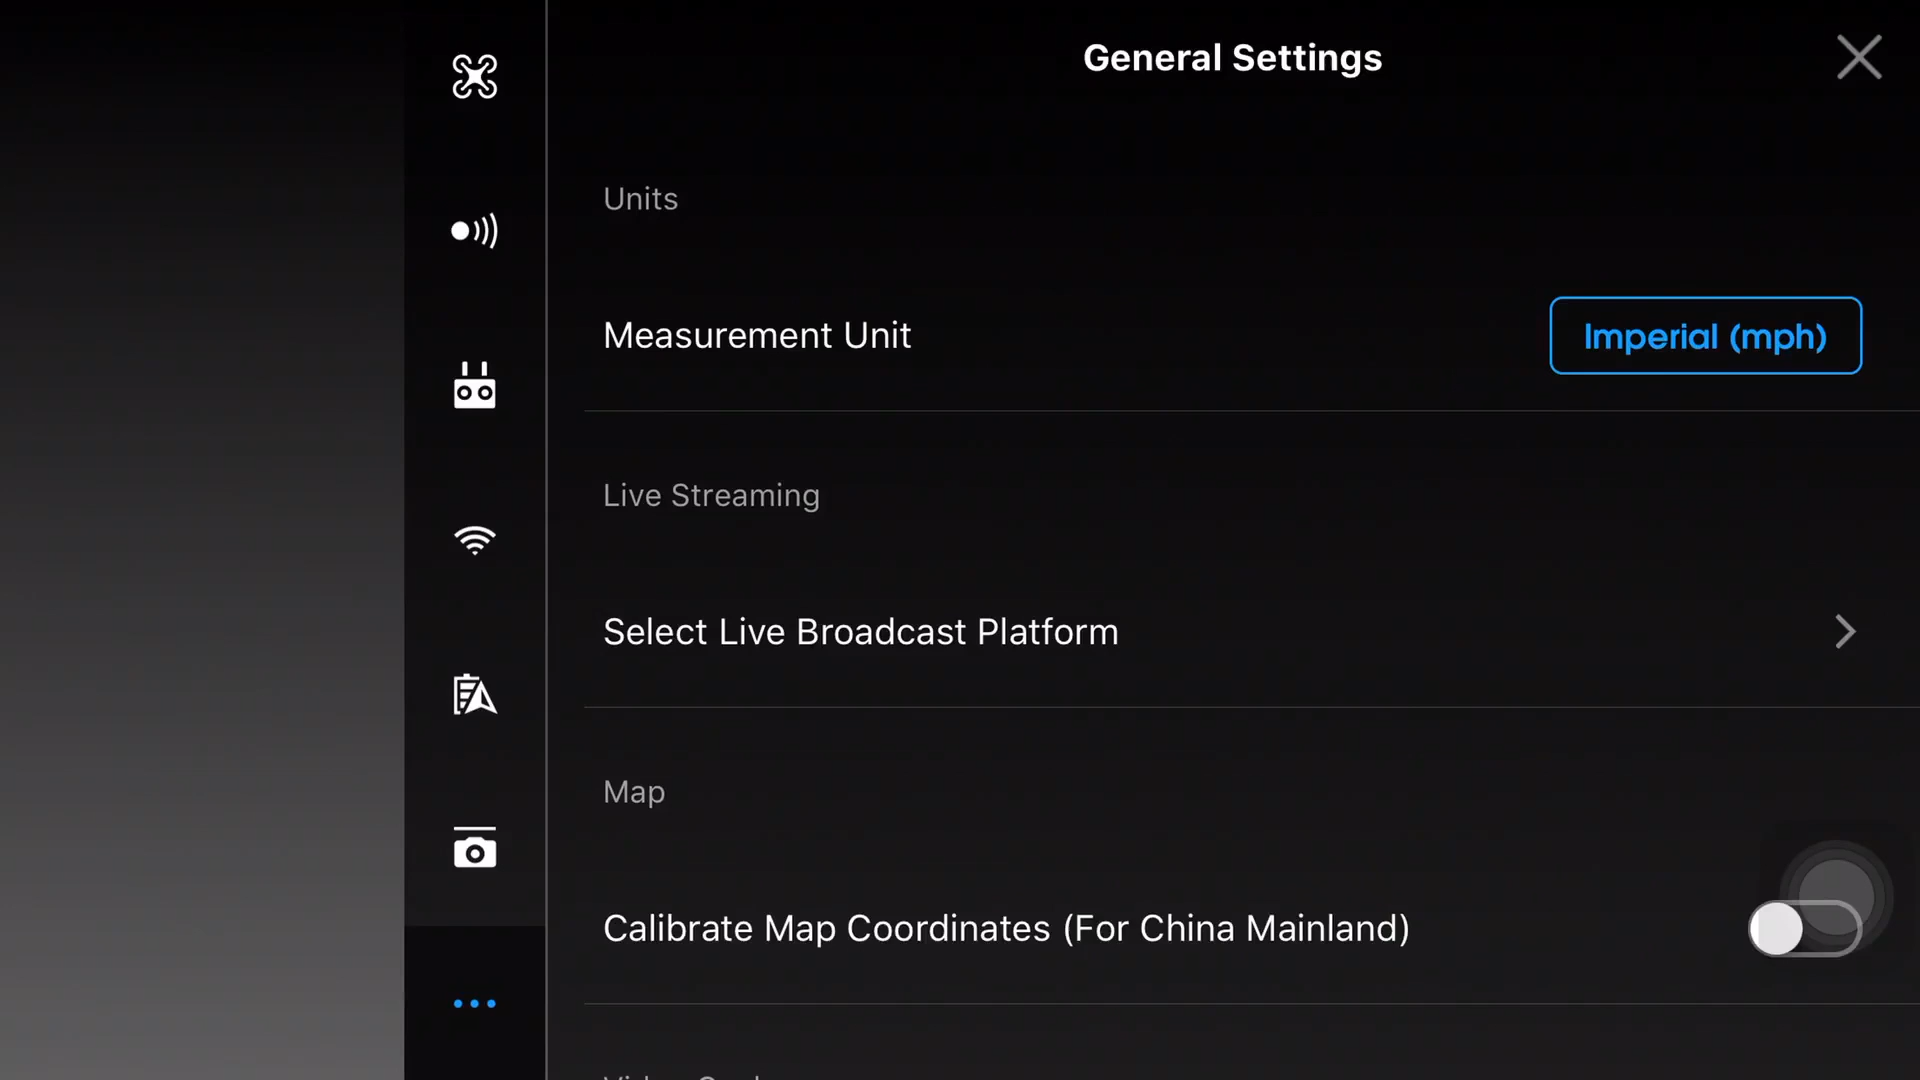 General Settings
Units
Measurement Unit
Imperial (mph)
Live Streaming
Select Live Broadcast Platform
Map
Calibrate Map Coordinates (For China Mainland)